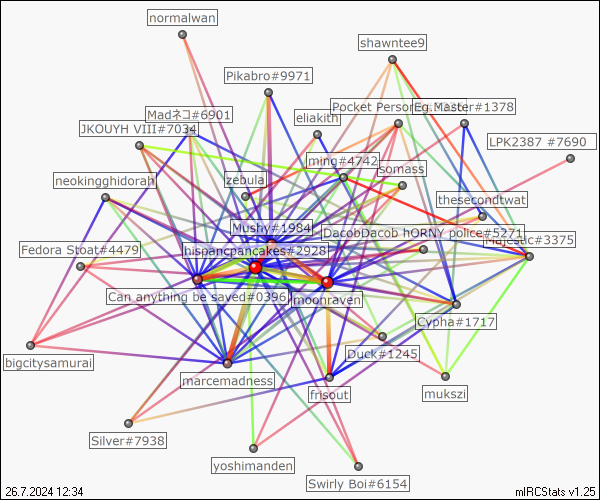 normalwan
shawntee9
Pikabro#9971
Madネコ#6901
eliakith
Pocket Person
Eg.Master#1378
JKOUYH VIII#7034
LPK2387 #7690
ming#4742
somass
zebula
neokingghidorah
thesecondtwat
Mushy#1984
DacobDacob hORNY police#5271
Majestic#3375
Fedora Stoat#4479
hispancpancakes#2928
Can anything be saved#0396
moonraven
Cypha#1717
bigcitysamurai
Duck#1245
marcemadness
frisout
mukszi
Silver#7938
yoshimanden
Swirly Boi#6154
26.7.2024 12:34
mIRCStats v1.25